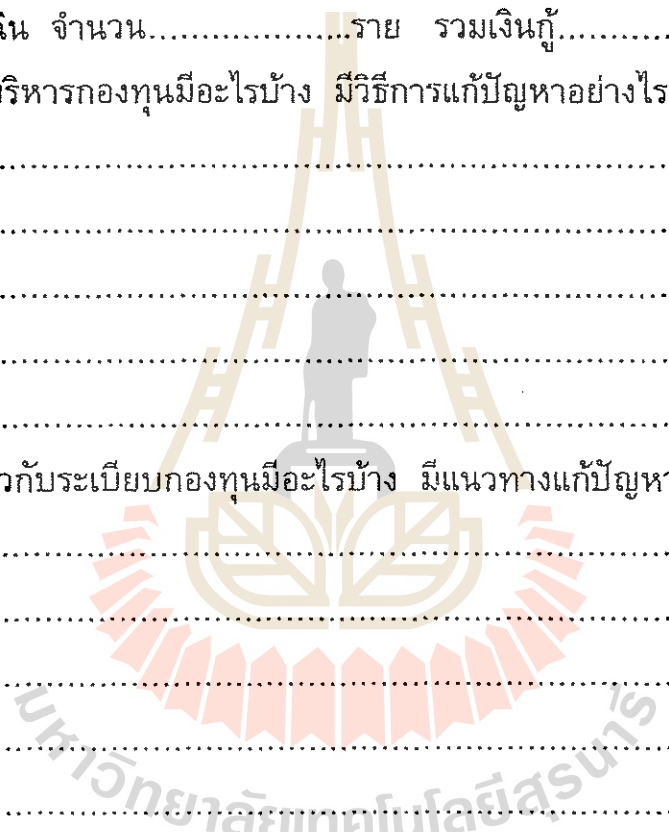 จำนวน...................ราย รวมเงินกู้............
ริหารกองทุนมีอะไรบ้าง มีวิธีการแก้ปัญหาอย่างไร
................................................................
................................................................
................................................................
................................................................
................................................................
วกับระเบียบกองทุนมีอะไรบ้าง มีแนวทางแก้ปัญหา
................................................................
................................................................
................................................................
................................................................
................................................................
มหาวิทยาลัยเทคโนโลยีสุรนารี